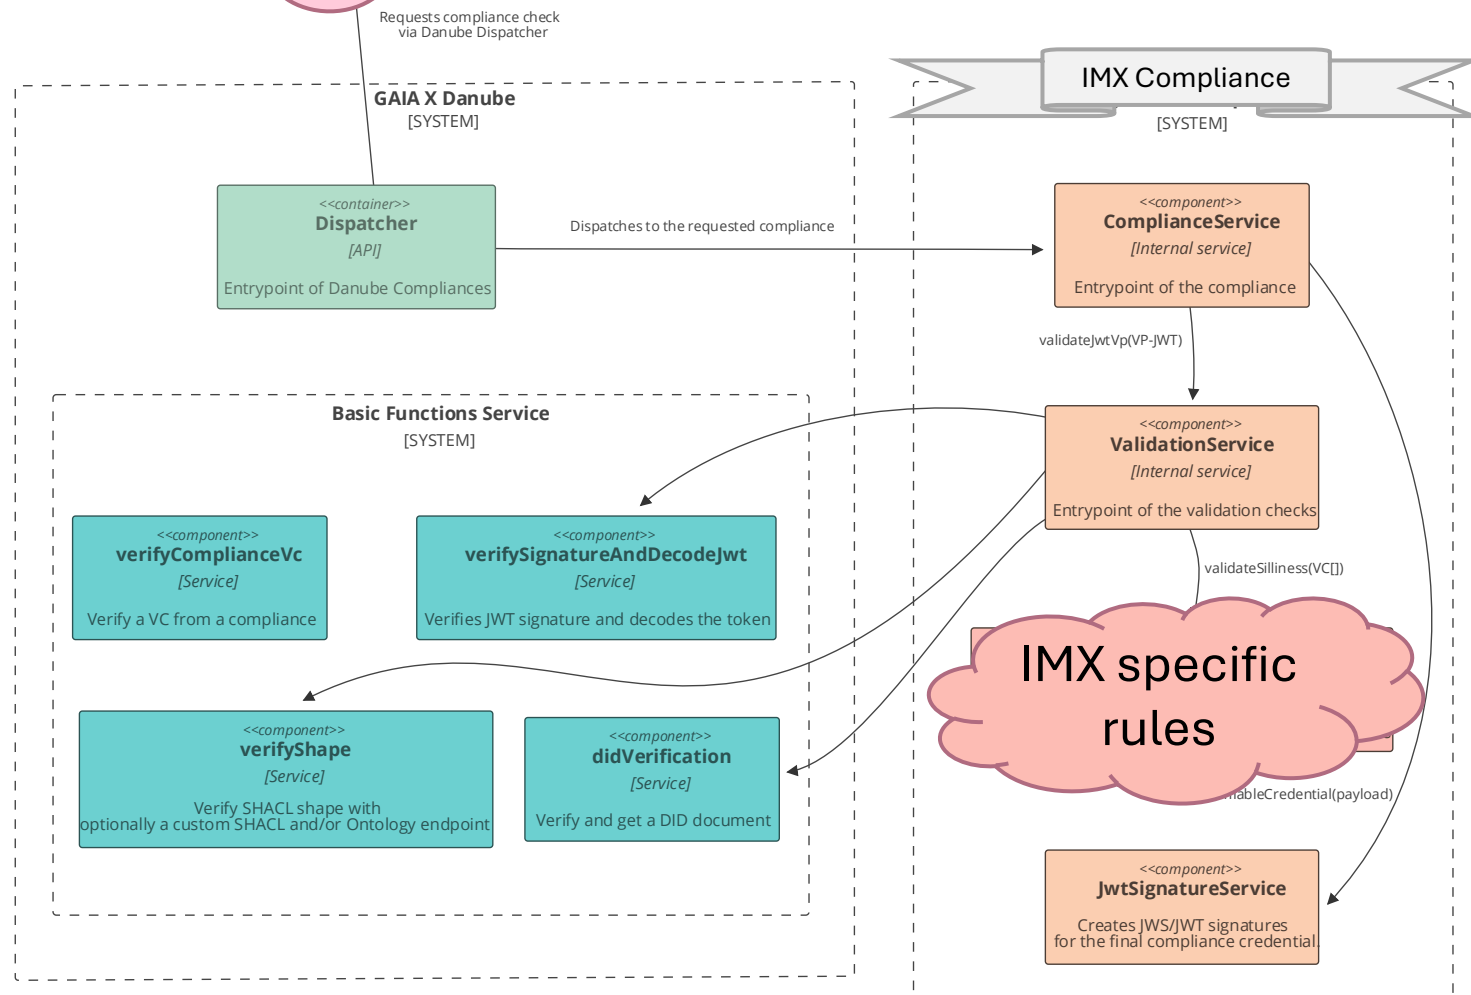 Requests compliance check
via Danube Dispatcher
IMX Compliance
GAIA X Danube
[SYSTEM]
[SYSTEM]
<<container>>
Dispatcher
[API]
Entrypoint of Danube Compliances
Dispatches to the requested compliance
<<component>>
ComplianceService
[Internal service]
Entrypoint of the compliance
validateJwtVp(VP-JWT)
Basic Functions Service
[SYSTEM]
<<component>>
ValidationService
[Internal service]
Entrypoint of the validation checks
<<component>>
verifyComplianceVc
[Service]
Verify a VC from a compliance
<<component>>
verifySignatureAndDecodeJwt
[Service]
Verifies JWT signature and decodes the token
validateSilliness(VC[])
IMX specific
rules
<<component>>
verifyShape
[Service]
Verify SHACL shape with
optionally a custom SHACL and/or Ontology endpoint
<<component>>
didVerification
[Service]
Verify and get a DID document
ableCredential(payload)
<<component>>
JwtSignatureService
Creates JWS/JWT signatures
for the final compliance credential.